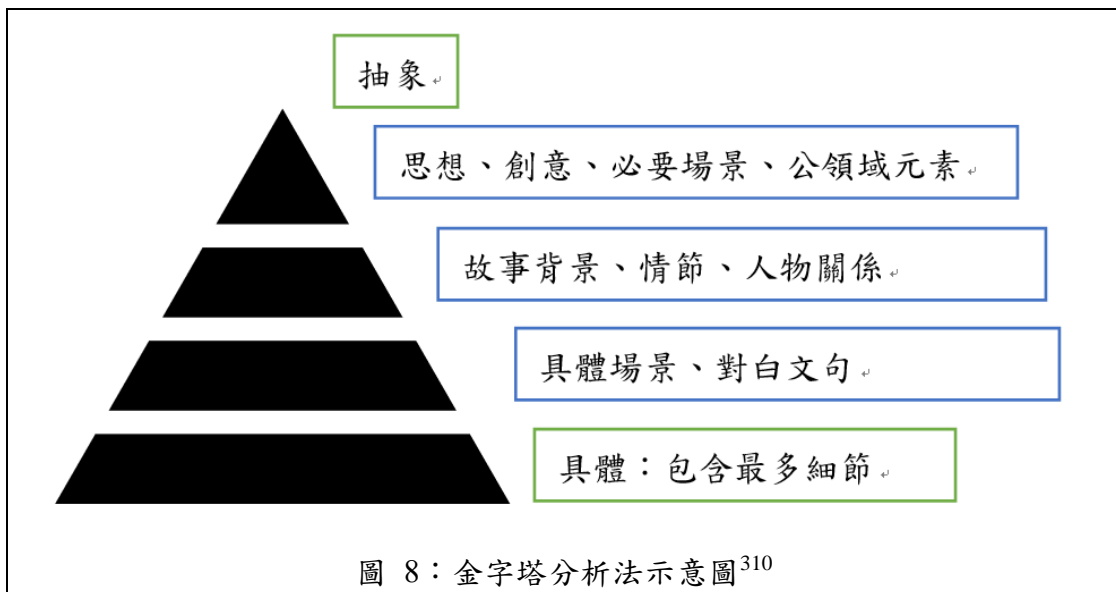 抽象
思想、創意、必要場景、公領域元素
故事背景、情節、人物關係
具體場景、對白文句
具體：包含最多細節
圖 8：金字塔分析法示意圖310